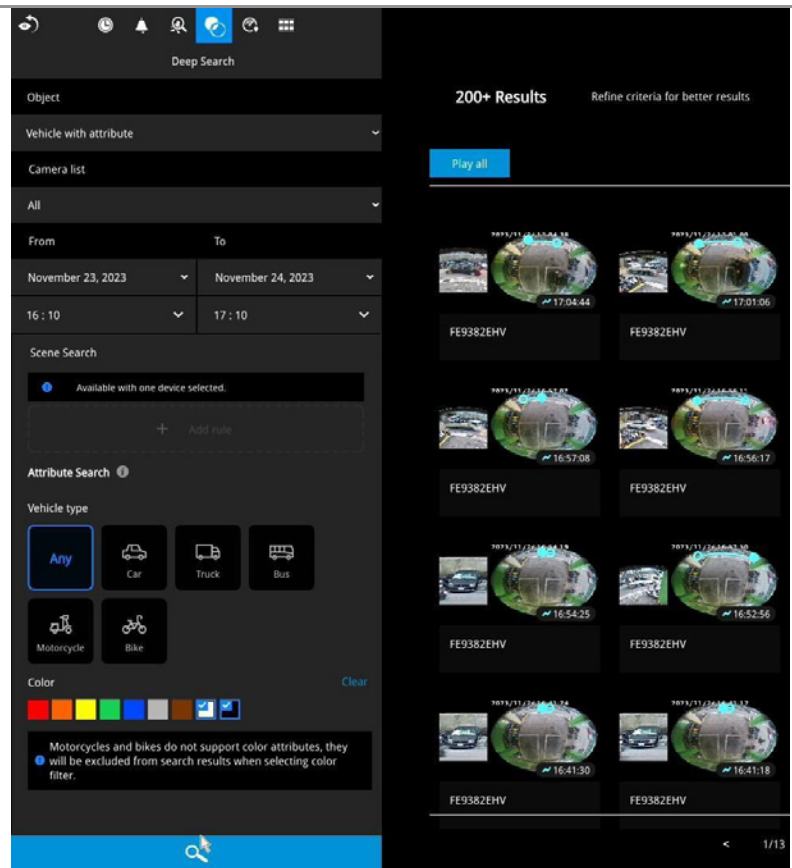 Deep Search
Object
Vehicle with attribute
Camera list
All
From To
November 23, 2023 November 24, 2023
16 : 10 17 : 10
Scene Search
Available with one device selected.
+ Add rule
Attribute Search
Vehicle type
Any
Car
Truck
Bus
Motorcycle
Bike
Color Clear
Motorcycles and bikes do not support color attributes, they
will be excluded from search results when selecting color
filter.
200+ Results Refine criteria for better results
Play all
17:04:44
FE9382EHV
17:01:06
FE9382EHV
16:57:08
FE9382EHV
16:56:17
FE9382EHV
16:54:25
FE9382EHV
16:52:56
FE9382EHV
16:41:30
FE9382EHV
16:41:18
FE9382EHV
< 1/13